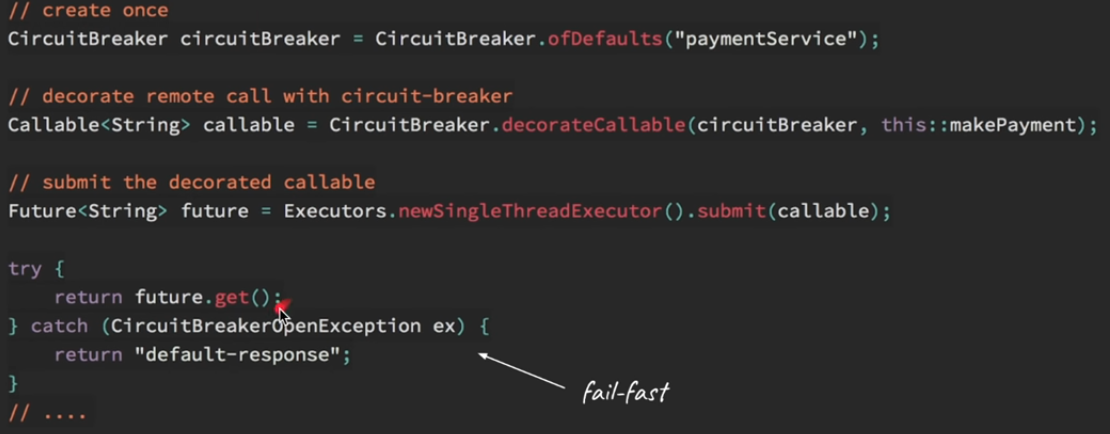 // create once
CircuitBreaker circuitBreaker = CircuitBreaker.ofDefaults("paymentService");
// decorate remote call with circuit-breaker
Callable<String> callable = CircuitBreaker.decorateCallable(circuitBreaker, this::makePayment);
// submit the decorated callable
Future<String> future = Executors.newSingleThreadExecutor().submit(callable);
try {
    return future.get();
} catch (CircuitBreakerOpenException ex) {
    return "default-response";
}
fail-fast
// ....